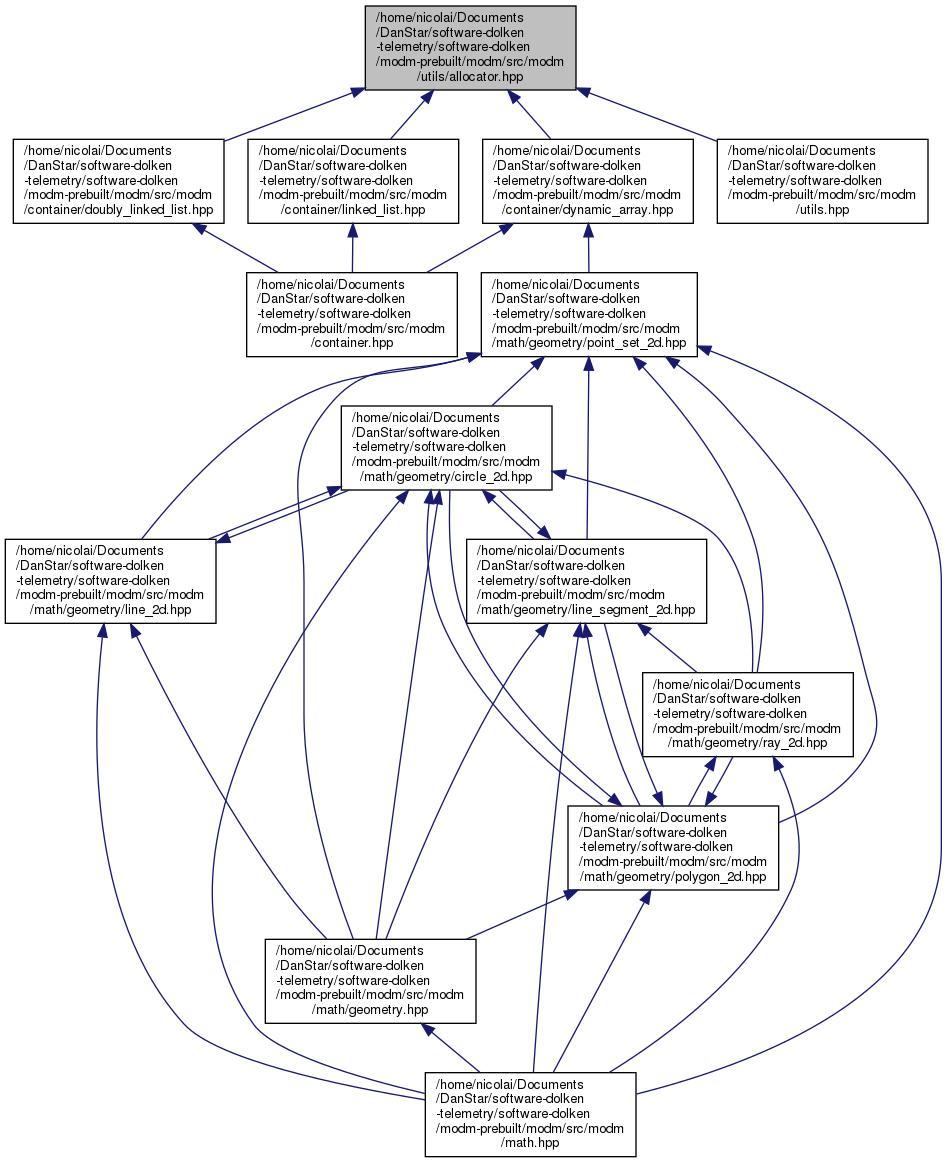 /home/nicolai/Documents
/DanStar/software-dolken
-telemetry/software-dolken
/modm-prebuilt/modm/src/modm
/utils/allocator.hpp
/home/nicolai/Documents
/DanStar/software-dolken
-telemetry/software-dolken
/modm-prebuilt/modm/src/modm
/container/doubly_linked_list.hpp
/home/nicolai/Documents
/DanStar/software-dolken
-telemetry/software-dolken
/modm-prebuilt/modm/src/modm
/container/linked_list.hpp
/home/nicolai/Documents
/DanStar/software-dolken
-telemetry/software-dolken
/modm-prebuilt/modm/src/modm
/container/dynamic_array.hpp
/home/nicolai/Documents
/DanStar/software-dolken
-telemetry/software-dolken
/modm-prebuilt/modm/src/modm
/utils.hpp
/home/nicolai/Documents
/DanStar/software-dolken
-telemetry/software-dolken
/modm-prebuilt/modm/src/modm
/container.hpp
/home/nicolai/Documents
/DanStar/software-dolken
-telemetry/software-dolken
/modm-prebuilt/modm/src/modm
/math/geometry/point_set_2d.hpp
/home/nicolai/Documents
/DanStar/software-dolken
-telemetry/software-dolken
/modm-prebuilt/modm/src/modm
/math/geometry/circle_2d.hpp
/home/nicolai/Documents
/DanStar/software-dolken
-telemetry/software-dolken
/modm-prebuilt/modm/src/modm
/math/geometry/line_2d.hpp
/home/nicolai/Documents
/DanStar/software-dolken
-telemetry/software-dolken
/modm-prebuilt/modm/src/modm
/math/geometry/line_segment_2d.hpp
/home/nicolai/Documents
/DanStar/software-dolken
-telemetry/software-dolken
/modm-prebuilt/modm/src/modm
/math/geometry/ray_2d.hpp
/home/nicolai/Documents
/DanStar/software-dolken
-telemetry/software-dolken
/modm-prebuilt/modm/src/modm
/math/geometry/polygon_2d.hpp
/home/nicolai/Documents
/DanStar/software-dolken
-telemetry/software-dolken
/modm-prebuilt/modm/src/modm
/math/geometry.hpp
/home/nicolai/Documents
/DanStar/software-dolken
-telemetry/software-dolken
/modm-prebuilt/modm/src/modm
/math.hpp